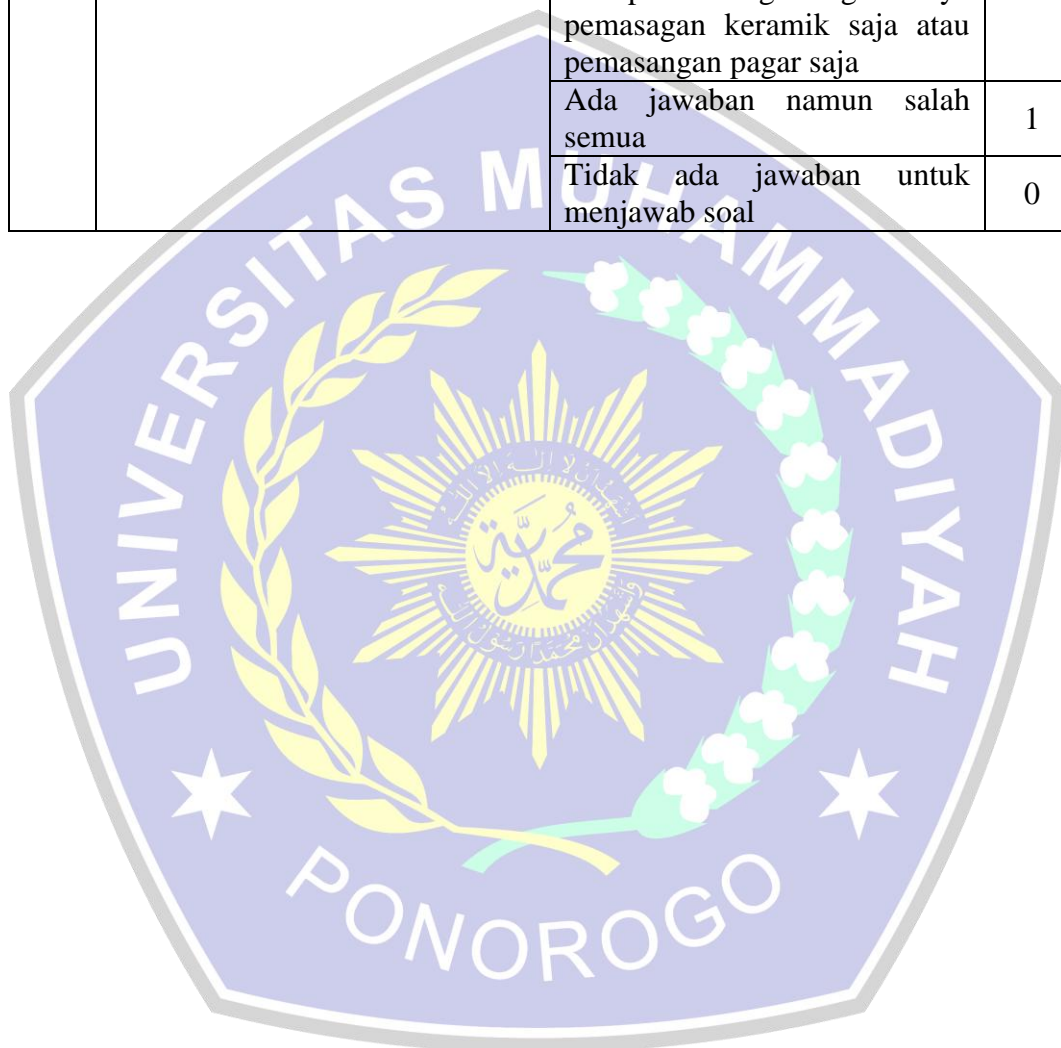 pemasagan keramik saja atau
pemasangan pagar saja
Ada jawaban namun salah
semua
1
Tidak ada jawaban untuk
menjawab soal
0
UNIVERSITAS MUHAMMADIYAH
PONOROGO